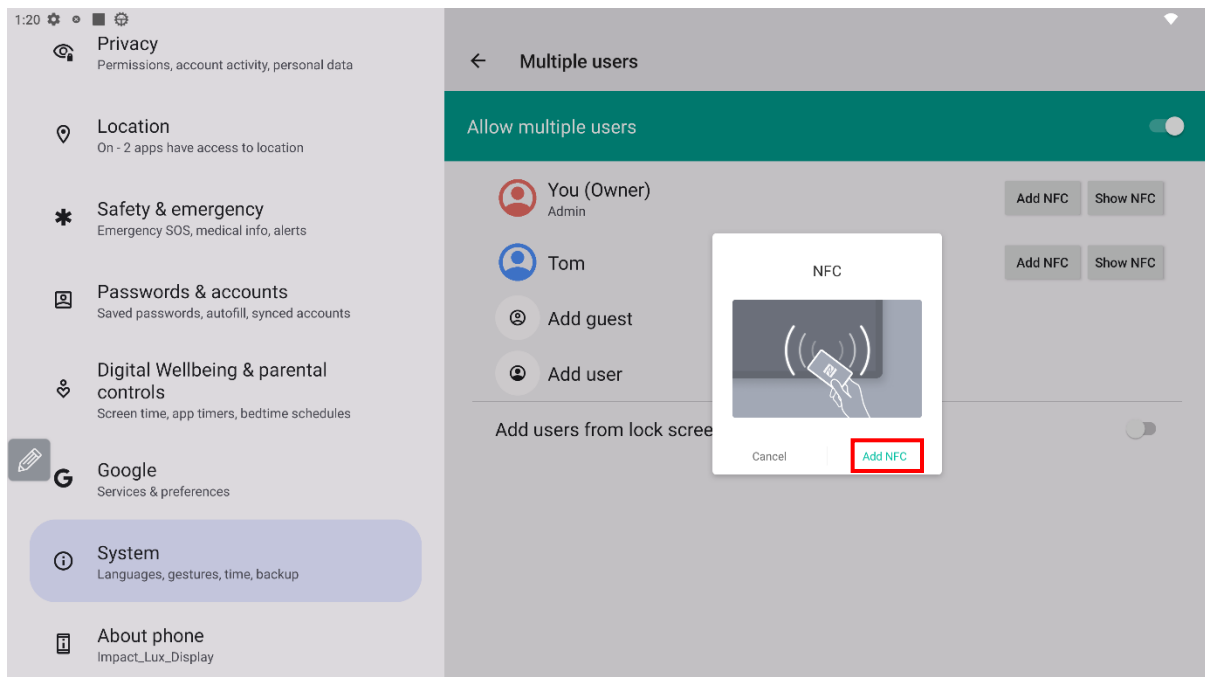 1:20
Privacy
Permissions, account activity, personal data
Location
On - 2 apps have access to location
Safety & emergency
Emergency SOS, medical info, alerts
Passwords & accounts
Saved passwords, autofill, synced accounts
Digital Wellbeing & parental
controls
Screen time, app timers, bedtime schedules
Google
Services & preferences
System
Languages, gestures, time, backup
About phone
Impact_Lux_Display
Multiple users
Allow multiple users
You (Owner)
Admin
Add NFC Show NFC
Tom
Add NFC Show NFC
Add guest
Add user
Add users from lock scree
NFC
Cancel Add NFC